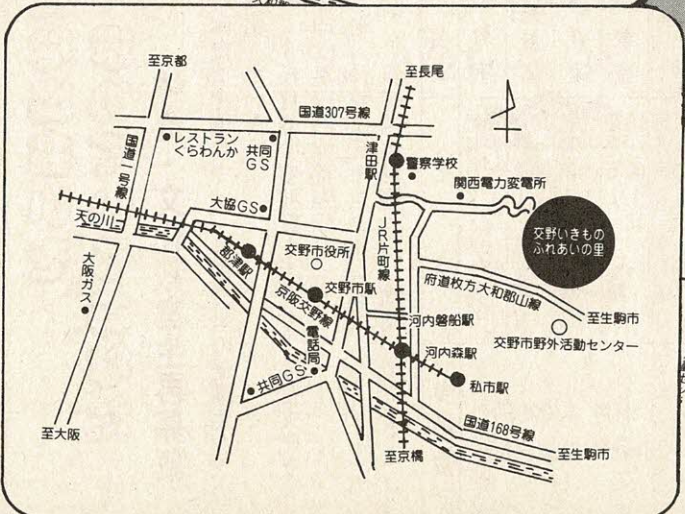 至京都
至長尾
国道307号線
レストラン
くらわんか
共同
GS
国道一号線
津田駅
警察学校
関西電力変電所
大協GS
天の川
交野いきもの
ふれあいの里
交野市役所
JR片町線
郡津駅
大阪ガス
交野市駅
府道枚方大和郡山線
京阪交野線
河内磐船駅
至生駒市
電話局
交野市野外活動センター
河内森駅
共同GS
私市駅
国道168号線
至大阪
至京橋
至生駒市